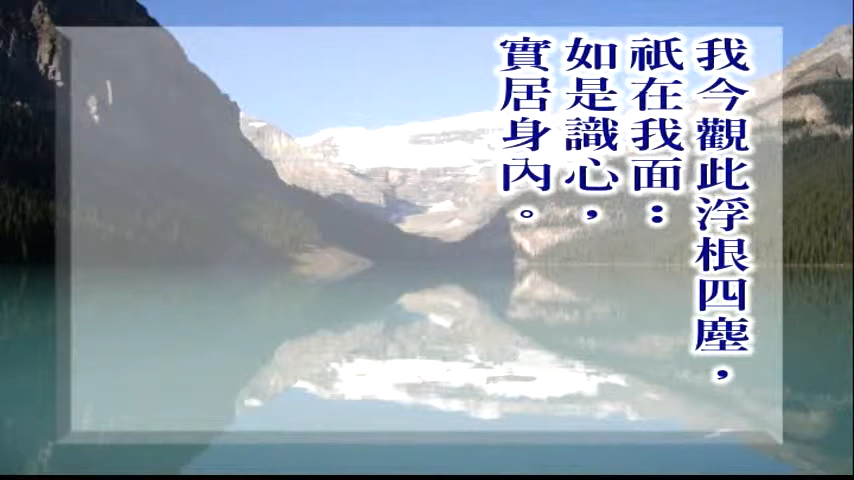 我今觀此浮根四塵，
祇在我面：
如是識心，
實居身內。